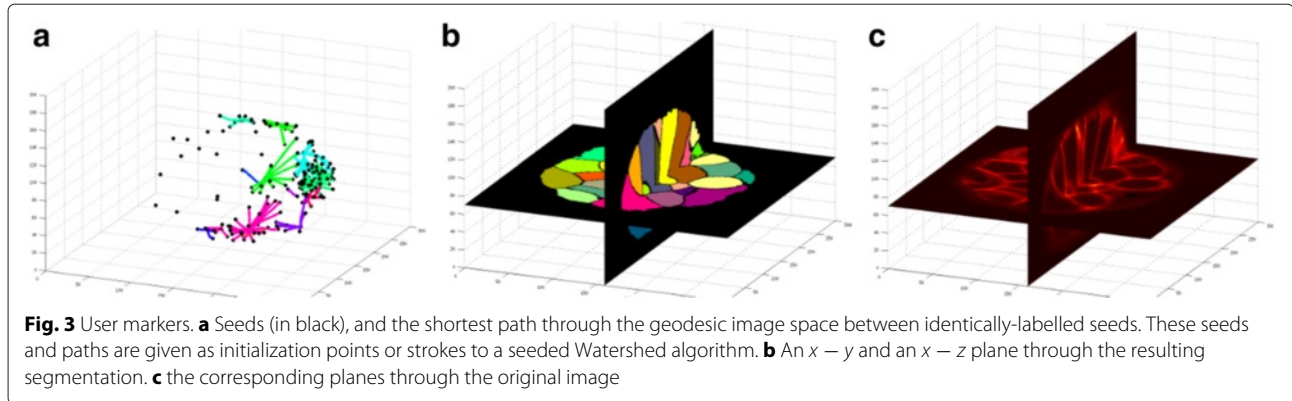 a
b
c
Fig. 3 User markers. a Seeds (in black), and the shortest path through the geodesic image space between identically-labelled seeds. These seeds
and paths are given as initialization points or strokes to a seeded Watershed algorithm. b An x − y and an x − z plane through the resulting
segmentation. c the corresponding planes through the original image